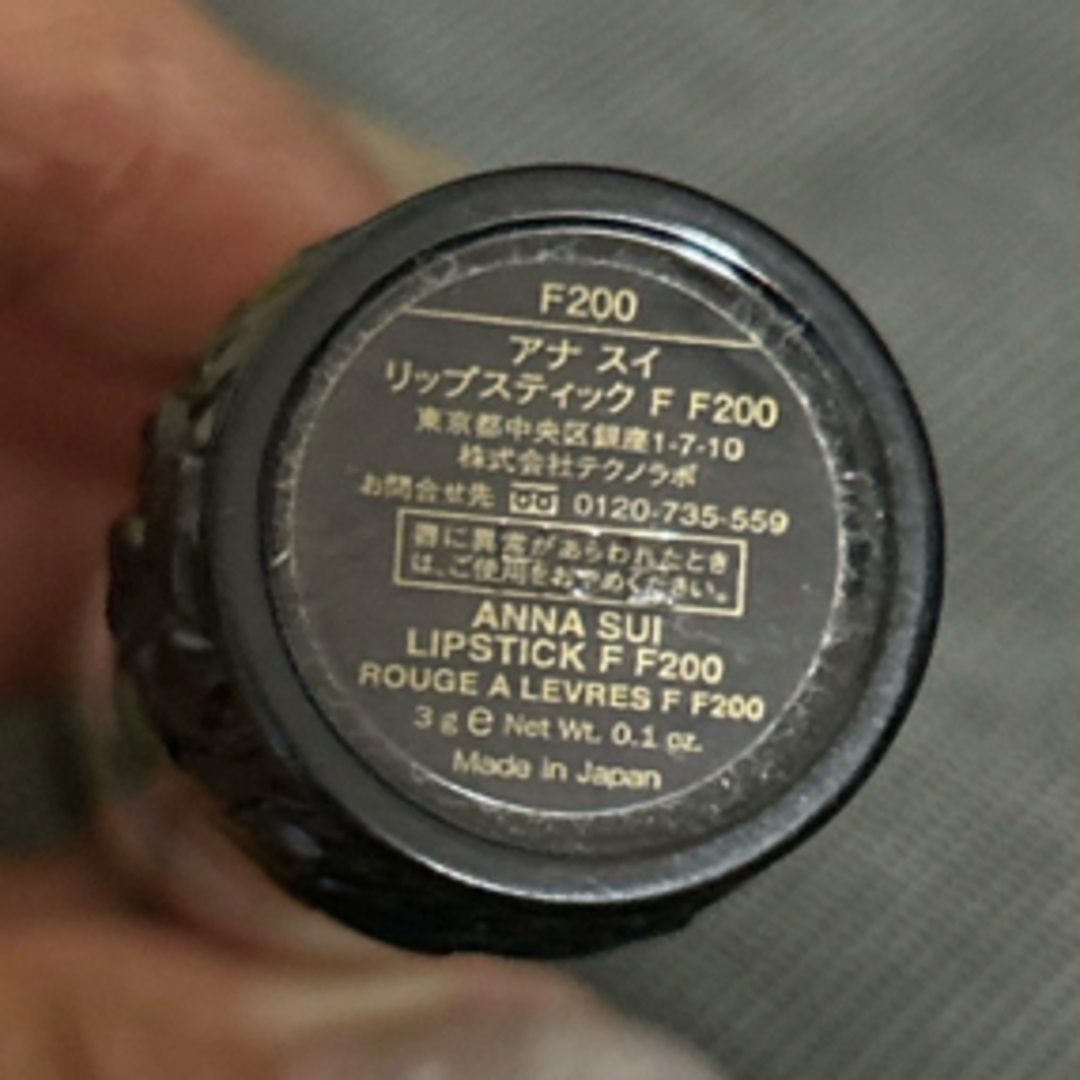 F200
アナ スイ
リップスティック F F200
東京都中央区銀座1-7-10
株式会社テクノラボ
お問合せ先 0120-735-559
唇に異常があらわれたとき
は、ご使用をおやめください。
ANNA SUI
LIPSTICK F F200
ROUGE A LEVRES F F200
3 g e Net Wt. 0.1 oz.
Made in Japan